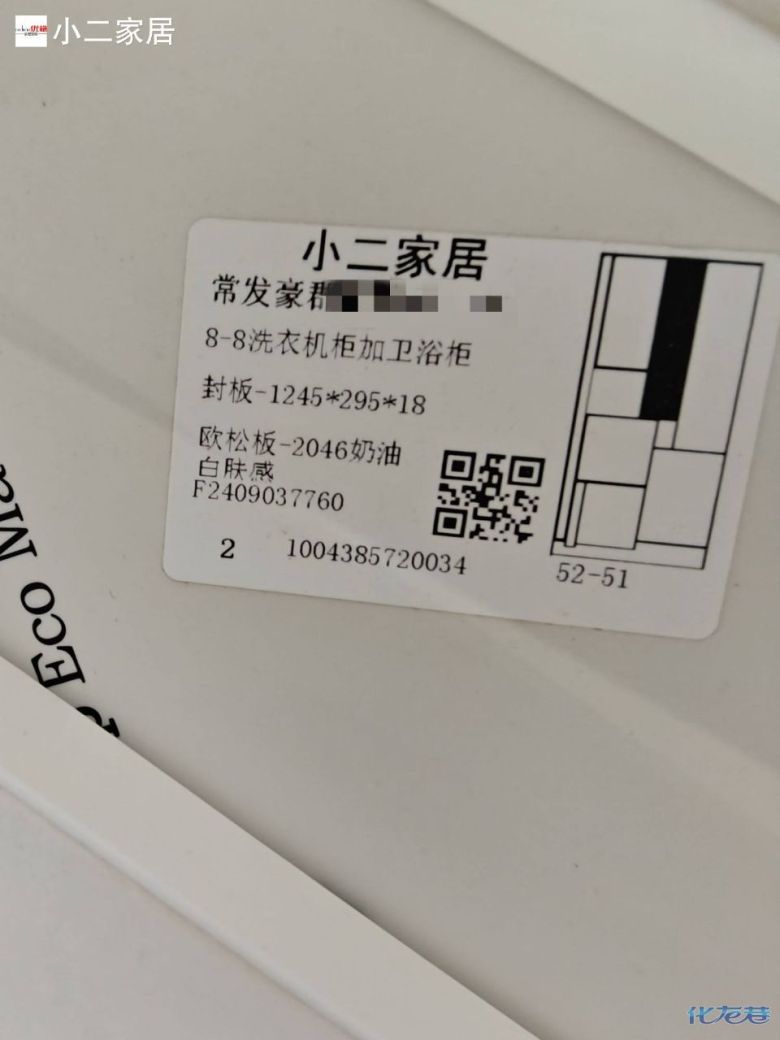 小二家居
小二家居
常发豪郡
8-8洗衣机柜加卫浴柜
封板-1245*295*18
欧松板-2046奶油
白肤感
F2409037760
2 1004385720034
52-51
Eco Ma
化龙巷